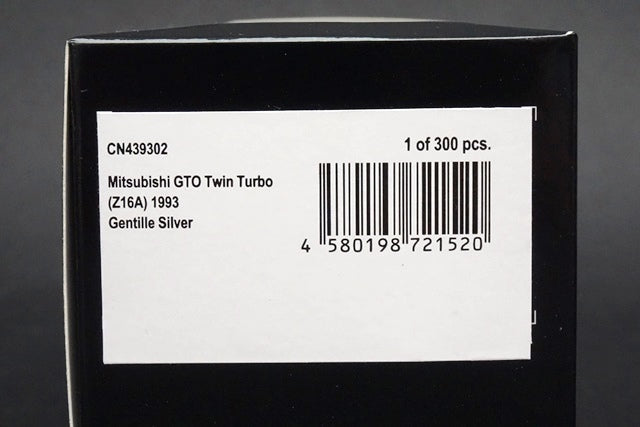 CN439302
1 of 300 pcs.
Mitsubishi GTO Twin Turbo
(Z16A) 1993
Gentille Silver
4 580198 721520